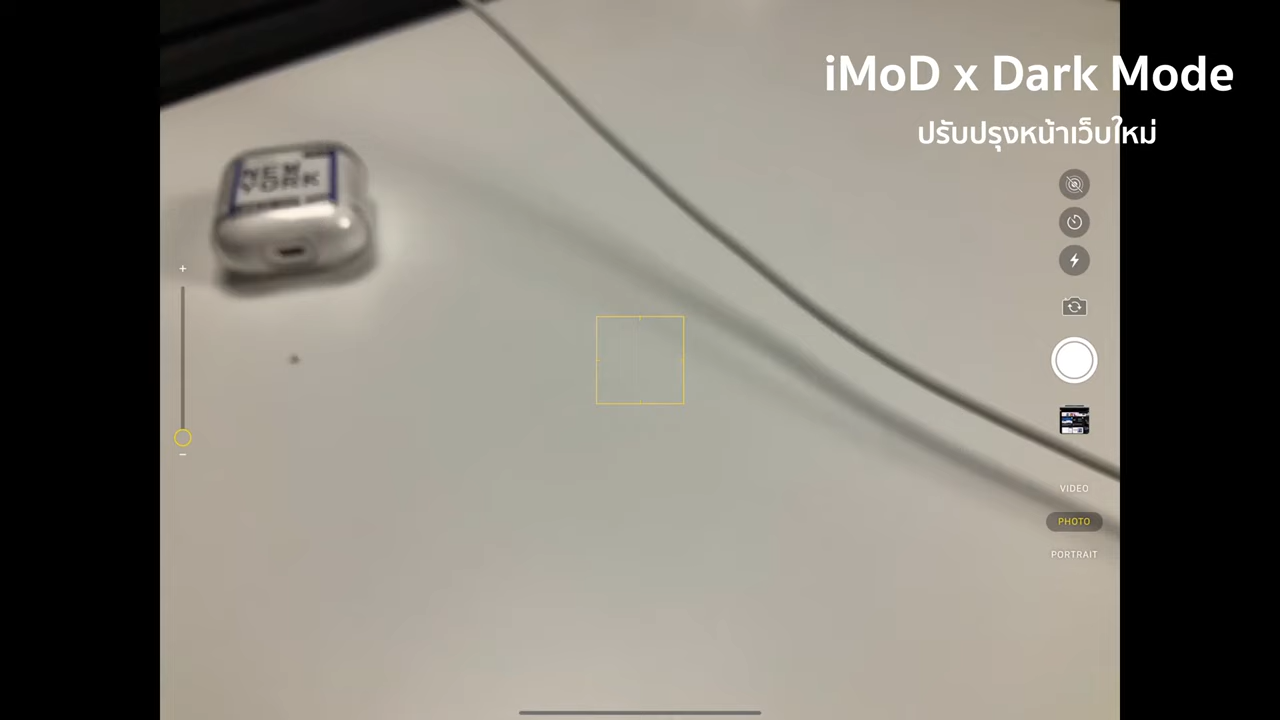 iMoD x Dark Mode
ปรับปรุงหน้าเว็บใหม่
NEW
YORK
VIDEO
PHOTO
PORTRAIT